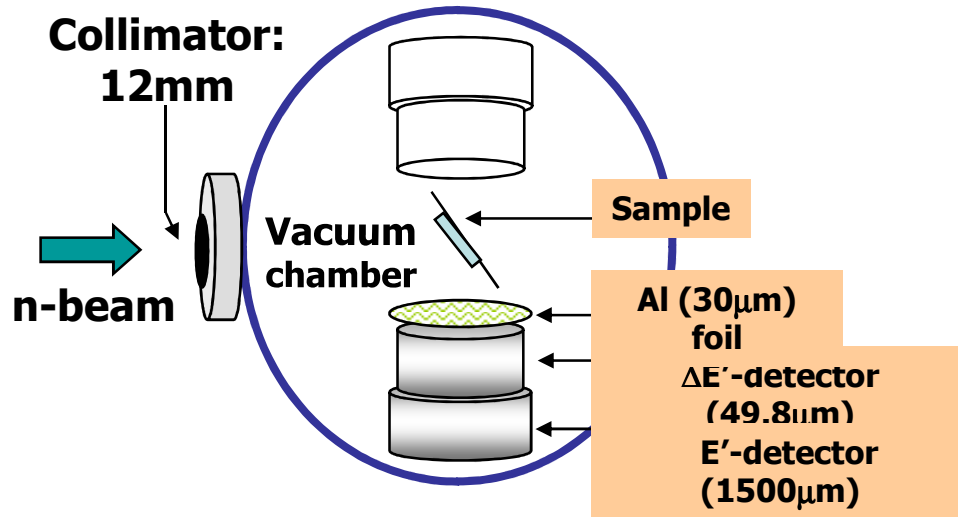 Collimator:
12mm
n-beam
Vacuum
chamber
Sample
Al (30μm)
foil
ΔE’-detector
(49.8μm)
E’-detector
(1500μm)